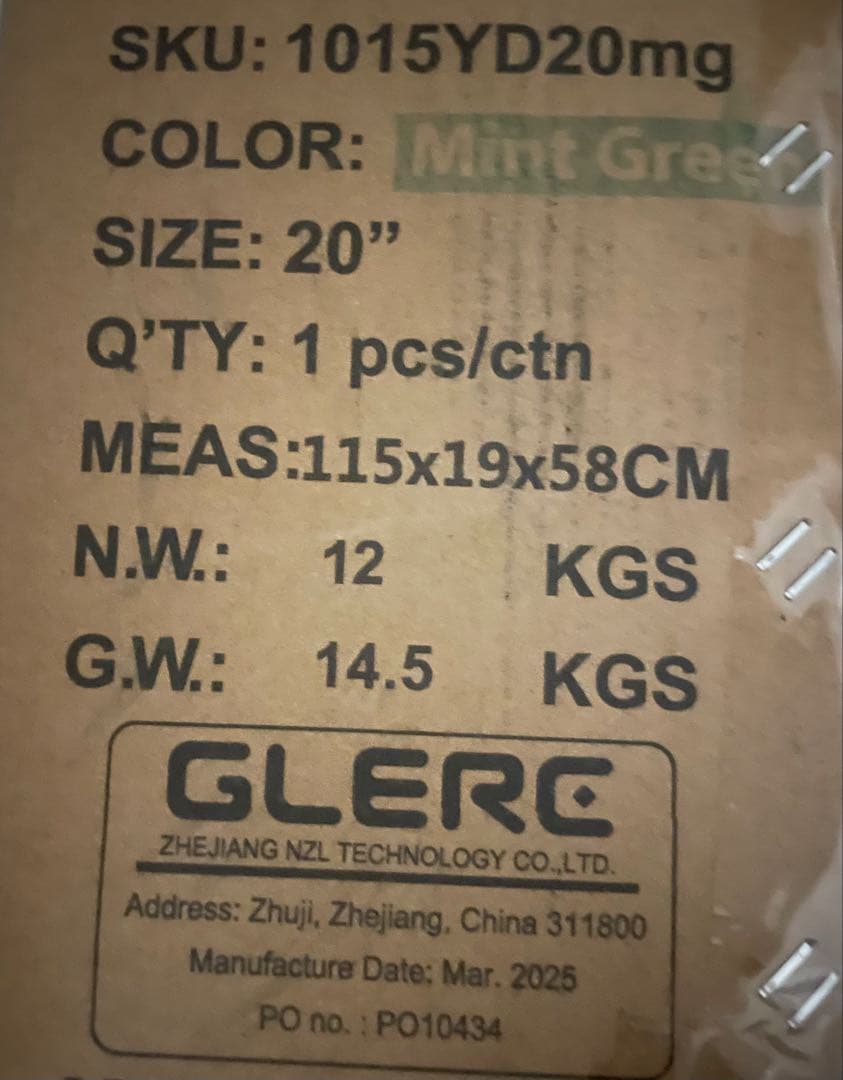 SKU: 1015YD20mg
COLOR: Mint Green
SIZE: 20”
Q’TY: 1 pcs/ctn
MEAS:115x19x58CM
N.W.: 12 KGS
G.W.: 14.5 KGS
GLERC
ZHEJIANG NZL TECHNOLOGY CO.,LTD.
Address: Zhuji, Zhejiang, China 311800
Manufacture Date: Mar. 2025
PO no. : PO10434